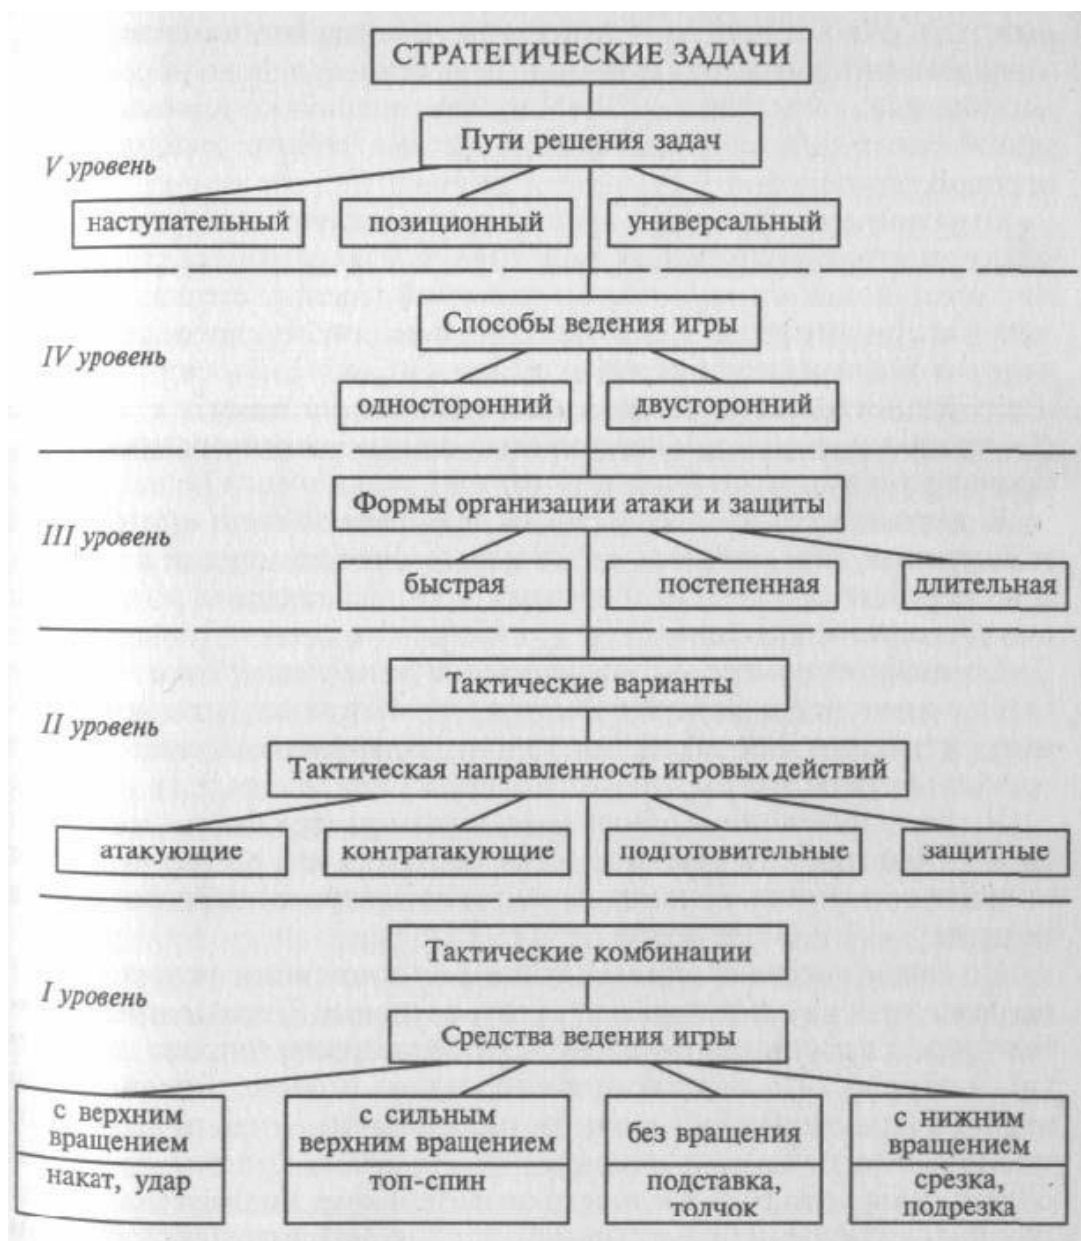 СТРАТЕГИЧЕСКИЕ ЗАДАЧИ
Пути решения задач
V уровень
наступательный
позиционный
универсальный
Способы ведения игры
IV уровень
односторонний
двусторонний
Формы организации атаки и защиты
III уровень
быстрая
постепенная
длительная
Тактические варианты
II уровень
Тактическая направленность игровых действий
атакующие
контратакующие
подготовительные
защитные
Тактические комбинации
I уровень
Средства ведения игры
с верхним
вращением
накат, удар
с сильным
верхним вращением
топ-спин
без вращения
подставка,
толчок
с нижним
вращением
срезка,
подрезка